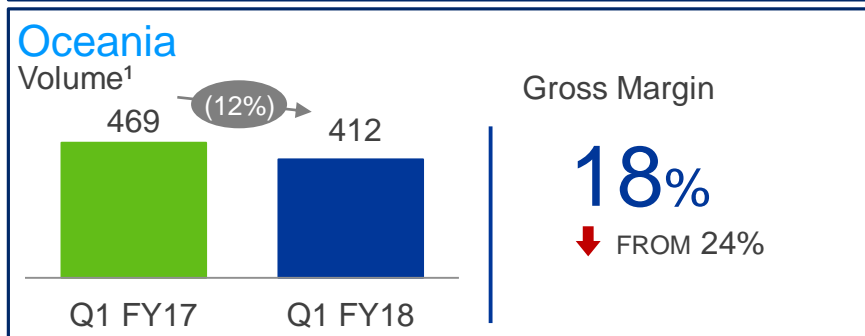 Oceania
Volume¹
(12%)
469
412
Q1 FY17
Q1 FY18
Gross Margin
18%
FROM 24%